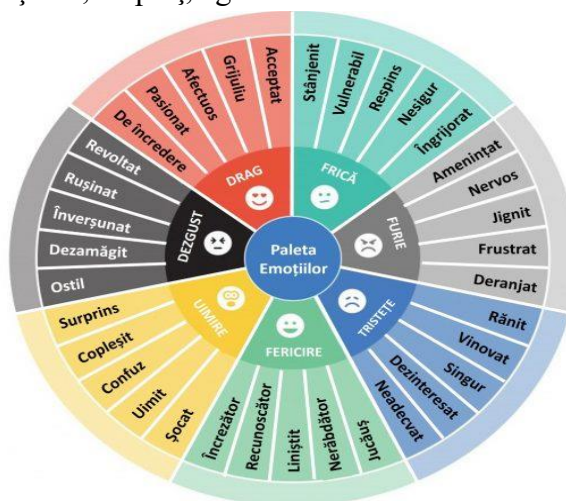 Paleta
Emoțiilor
DRAG
De încredere
Pasionat
Afectuos
Grijuliu
Acceptat
FRICĂ
Stânjenit
Vulnerabil
Respins
Nesigur
Îngrijorat
FURIE
Amenințat
Nervos
Jignit
Frustrat
Deranjat
TRISTEȚE
Rănit
Vinovat
Singur
Dezinteresat
Neadecvat
FERICIRE
Jucăuș
Nerăbdător
Liniștit
Recunoscător
Încrezător
UIMIRE
Șocat
Uimit
Confuz
Copleșit
Surprins
DEZGUST
Ostil
Dezamăgit
Înverșunat
Rușinat
Revoltat